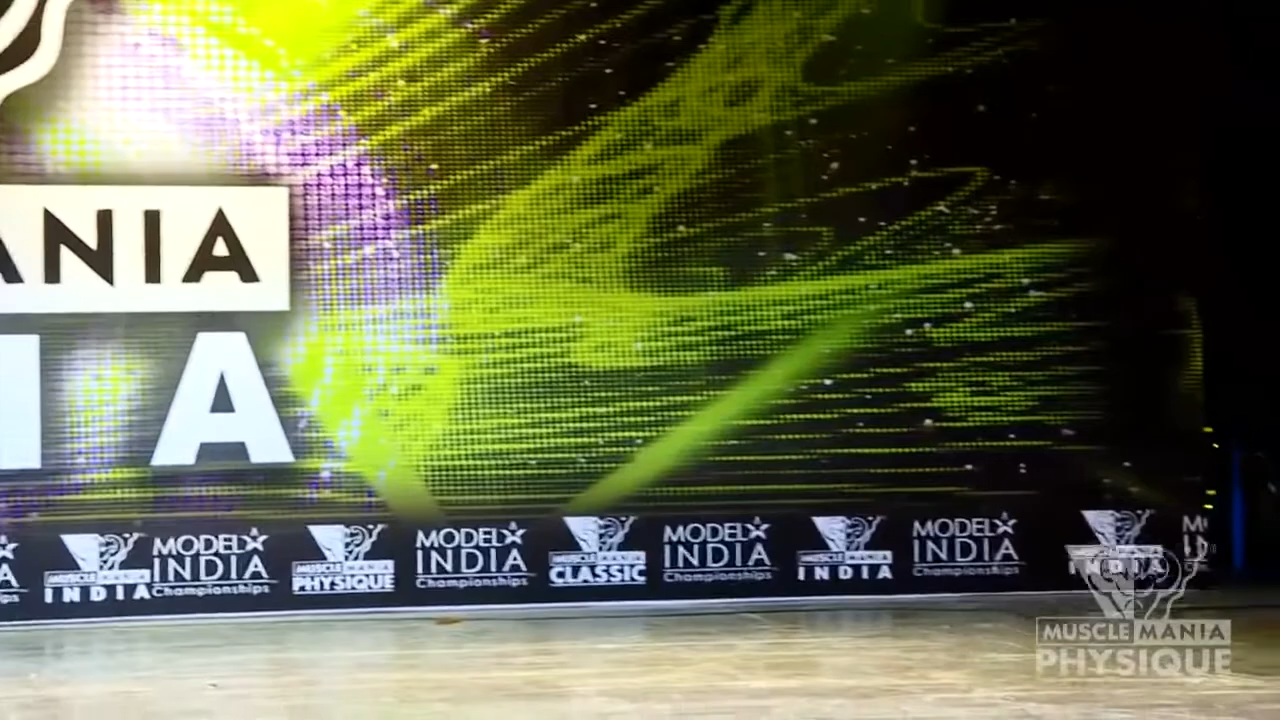 ANIA
IA
MUSCLE MANIA
INDIA
MODEL
INDIA
Championships
MUSCLE MANIA
PHYSIQUE
MODEL
INDIA
Championships
MUSCLE MANIA
CLASSIC
MODEL
INDIA
Championships
MUSCLE MANIA
INDIA
MODEL
INDIA
Championships
INDIA
MUSCLE MANIA
PHYSIQUE